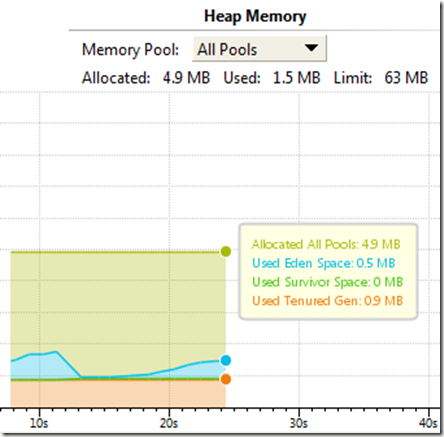 Heap Memory
Memory Pool: All Pools
Allocated: 4.9 MB Used: 1.5 MB Limit: 63 MB
Allocated All Pools: 4.9 MB
Used Eden Space: 0.5 MB
Used Survivor Space: 0 MB
Used Tenured Gen: 0.9 MB
10s 20s 30s 40s